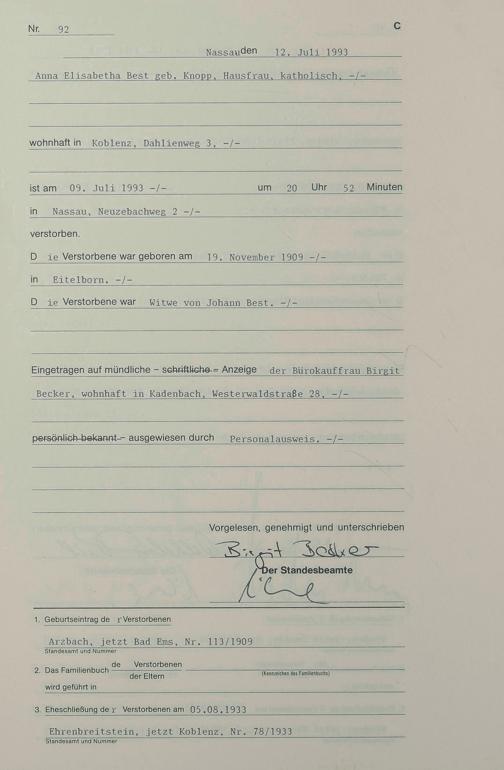 Nr. 92 C
Nassau den 12. Juli 1993
Anna Elisabetha Best geb. Knopp, Hausfrau, katholisch, -/-
wohnhaft in Koblenz, Dahlienweg 3, -/-
ist am 09. Juli 1993 -/- um 20 Uhr 52 Minuten
in Nassau, Neuzebachweg 2 -/-
verstorben.
D ie Verstorbene war geboren am 19. November 1909 -/-
in Eitelborn. -/-
D ie Verstorbene war Witwe von Johann Best. -/-
Eingetragen auf mündliche – schriftliche – Anzeige der Bürokauffrau Birgit
Becker, wohnhaft in Kadenbach, Westerwaldstraße 28, -/-
persönlich bekannt – ausgewiesen durch Personalausweis. -/-
Vorgelesen, genehmigt und unterschrieben
Birgit Becker
Der Standesbeamte
1. Geburtseintrag de r Verstorbenen
Arzbach, jetzt Bad Ems, Nr. 113/1909
Standesamt und Nummer
2. Das Familienbuch de Verstorbenen
der Eltern
(Kennzeichen des Familienbuchs)
wird geführt in
3. Eheschließung de r Verstorbenen am 05.08.1933
Ehrenbreitstein, jetzt Koblenz, Nr. 78/1933
Standesamt und Nummer